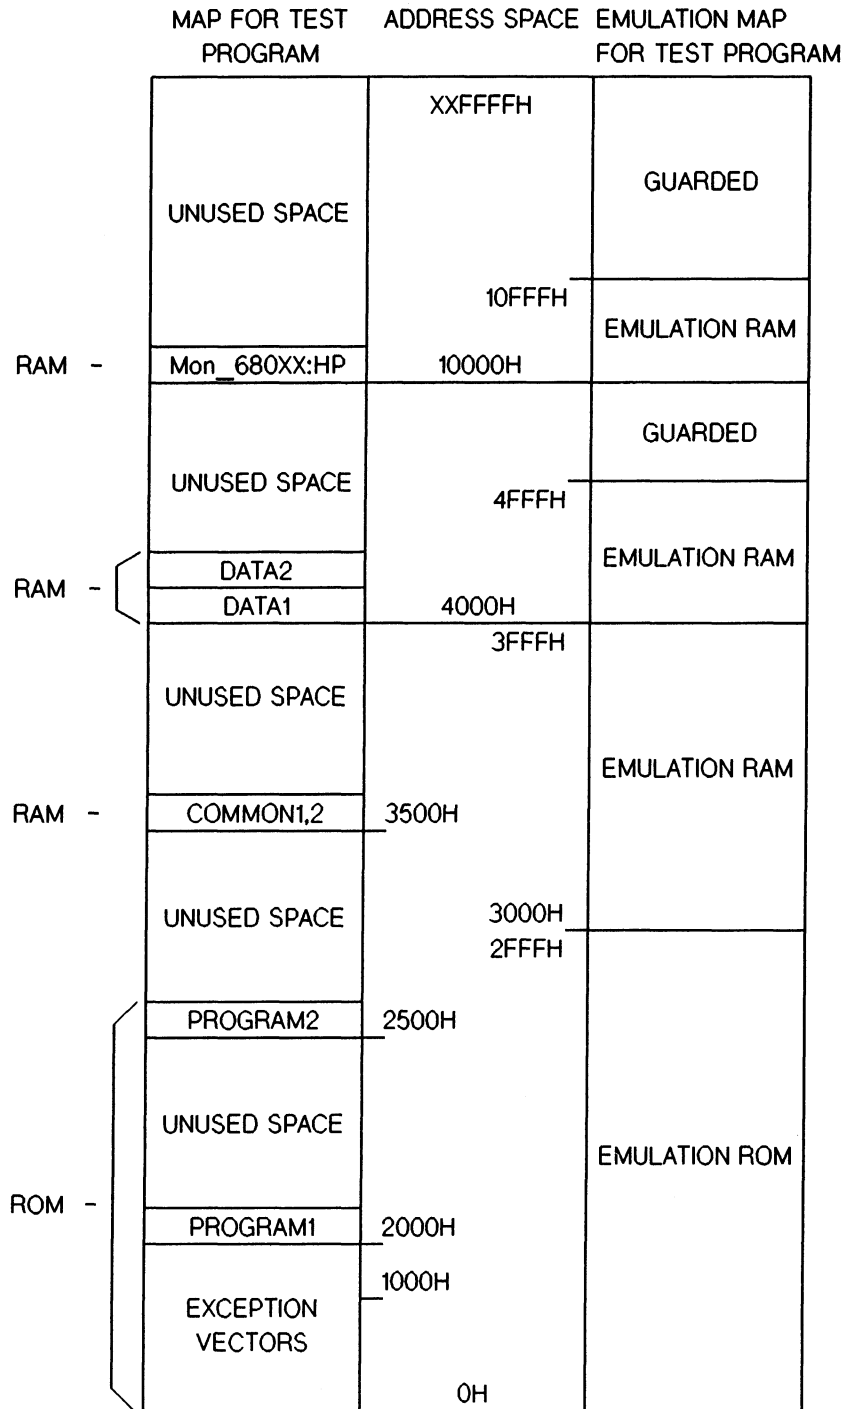 MAP FOR TEST PROGRAM
ADDRESS SPACE
EMULATION MAP FOR TEST PROGRAM
XXFFFFH
GUARDED
UNUSED SPACE
10FFFH
EMULATION RAM
RAM -
Mon_680XX:HP
10000H
GUARDED
UNUSED SPACE
4FFFH
EMULATION RAM
DATA2
RAM -
DATA1
4000H
3FFFH
UNUSED SPACE
EMULATION RAM
RAM -
COMMON1,2
3500H
UNUSED SPACE
3000H
2FFFH
PROGRAM2
2500H
UNUSED SPACE
EMULATION ROM
ROM -
PROGRAM1
2000H
1000H
EXCEPTION
VECTORS
0H